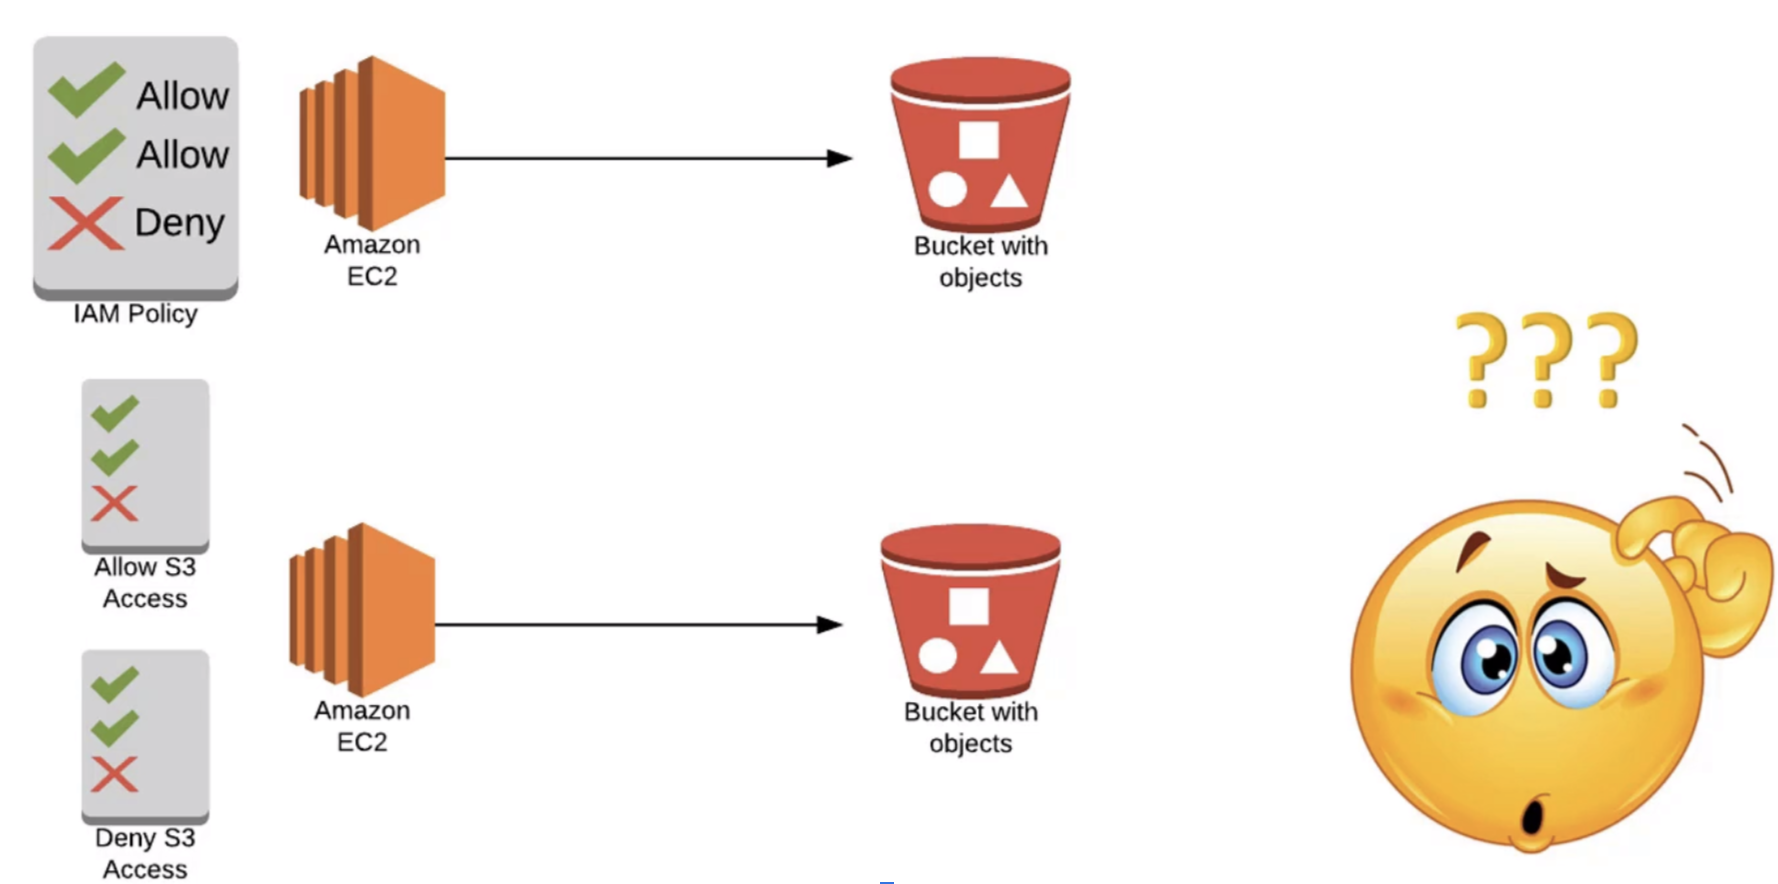 Allow
Allow
Deny
IAM Policy
Amazon
EC2
Bucket with
objects
???
Allow S3
Access
Amazon
EC2
Bucket with
objects
Deny S3
Access